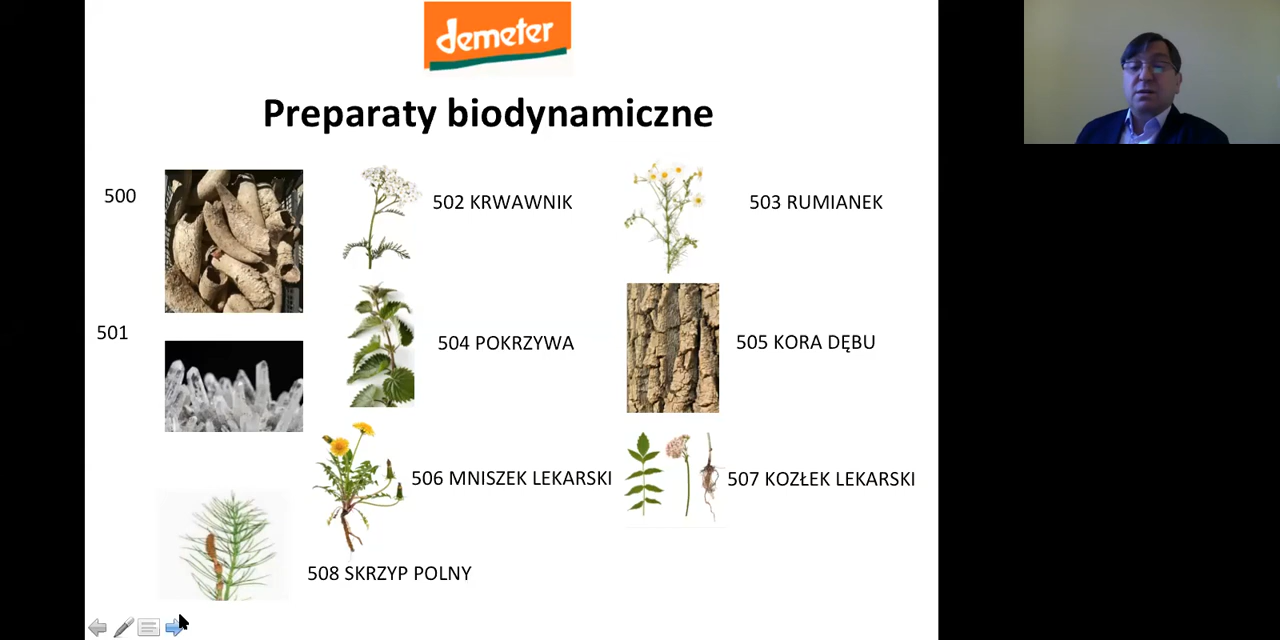 demeter
Preparaty biodynamiczne
500
502 KRWAWNIK
503 RUMIANEK
501
504 POKRZYWA
505 KORA DĘBU
506 MNISZEK LEKARSKI
507 KOZŁEK LEKARSKI
508 SKRZYP POLNY